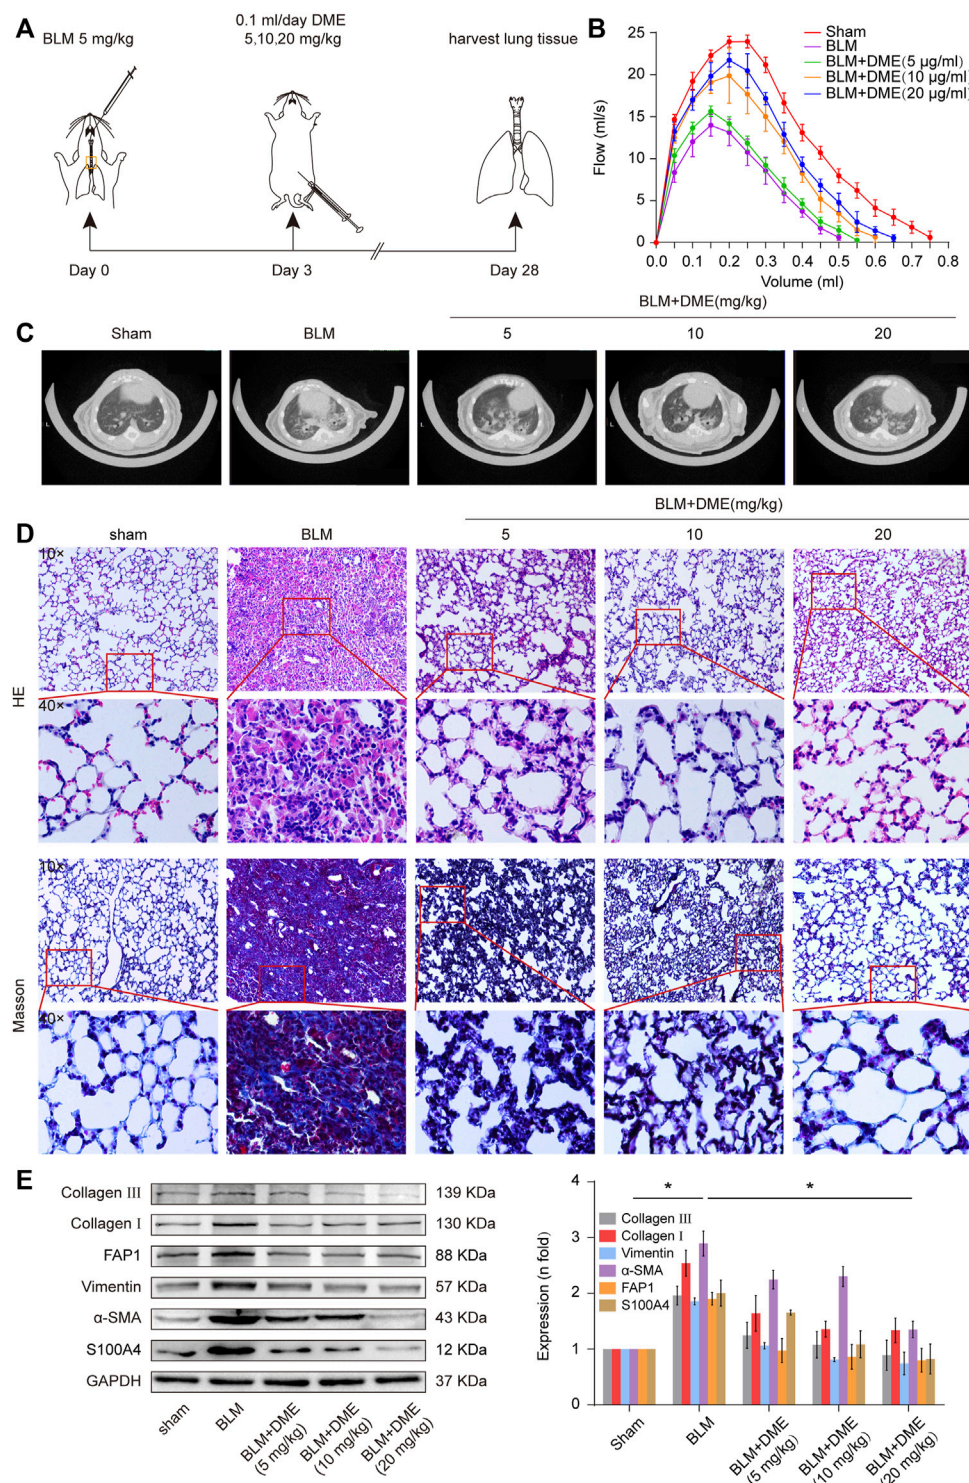 A
BLM 5 mg/kg
0.1 ml/day DME
5,10,20 mg/kg
harvest lung tissue
Day 0
Day 3
Day 28
B
Flow (ml/s)
25
20
15
10
5
0
0.0 0.1 0.2 0.3 0.4 0.5 0.6 0.7 0.8
Volume (ml)
Sham
BLM
BLM+DME(5 μg/ml)
BLM+DME(10 μg/ml)
BLM+DME(20 μg/ml)
BLM+DME(mg/kg)
C
Sham BLM 5 10 20
L L L L L
BLM+DME(mg/kg)
D
sham BLM 5 10 20
HE
10×
40×
Masson
10×
40×
E
Collagen III 139 KDa
Collagen I 130 KDa
FAP1 88 KDa
Vimentin 57 KDa
α-SMA 43 KDa
S100A4 12 KDa
GAPDH 37 KDa
sham
BLM
BLM+DME
(5 mg/kg)
BLM+DME
(10 mg/kg)
BLM+DME
(20 mg/kg)
Expression (n fold)
4
3
2
1
0
* *
Collagen III
Collagen I
Vimentin
α-SMA
FAP1
S100A4
Sham
BLM
BLM+DME
(5 mg/kg)
BLM+DME
(10 mg/kg)
BLM+DME
(20 mg/kg)